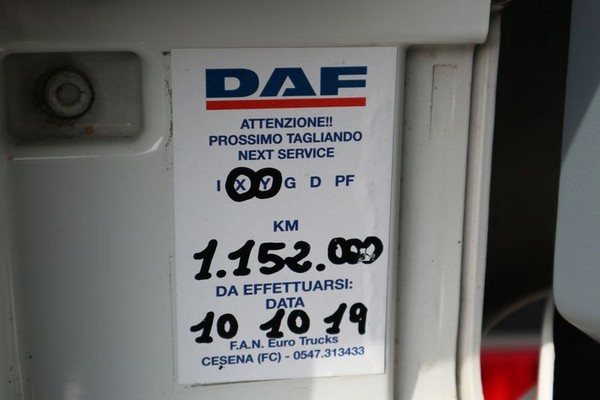 DAF
ATTENZIONE!!
PROSSIMO TAGLIANDO
NEXT SERVICE
I X Y G D PF
KM
1.152.000
DA EFFETTUARSI:
DATA
10 10 19
F.A.N. Euro Trucks
CESENA (FC) - 0547.313433